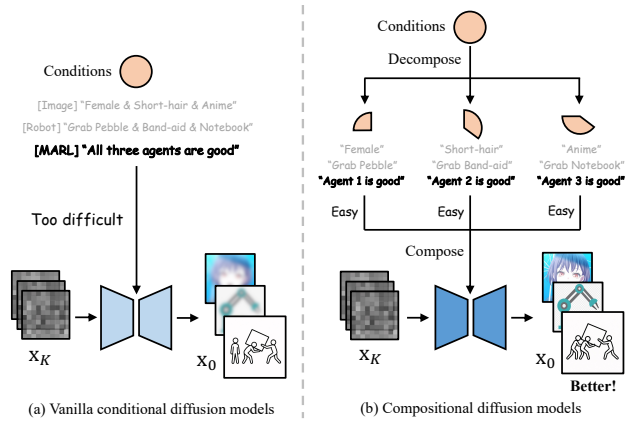 Conditions
[Image] "Female & Short-hair & Anime"
[Robot] "Grab Pebble & Band-aid & Notebook"
[MARL] "All three agents are good"
Too difficult
x_K
x_0
(a) Vanilla conditional diffusion models
Conditions
Decompose
"Female"
"Grab Pebble"
"Agent 1 is good"
"Short-hair"
"Grab Band-aid"
"Agent 2 is good"
"Anime"
"Grab Notebook"
"Agent 3 is good"
Easy
Easy
Easy
Compose
x_K
x_0
Better!
(b) Compositional diffusion models